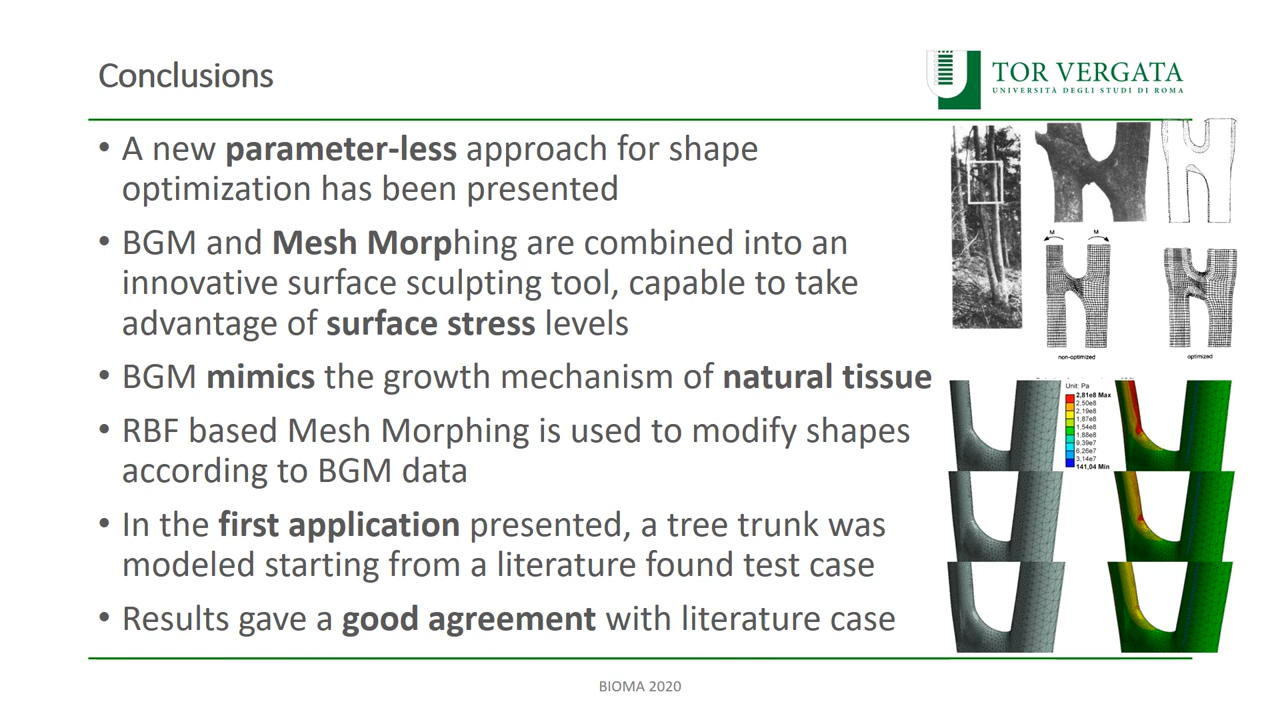 Conclusions
TOR VERGATA
UNIVERSITÀ DEGLI STUDI DI ROMA
• A new parameter-less approach for shape
optimization has been presented
• BGM and Mesh Morphing are combined into an
innovative surface sculpting tool, capable to take
advantage of surface stress levels
• BGM mimics the growth mechanism of natural tissue
• RBF based Mesh Morphing is used to modify shapes
according to BGM data
• In the first application presented, a tree trunk was
modeled starting from a literature found test case
• Results gave a good agreement with literature case
M M
non-optimized optimized
Unit: Pa
2,81e8 Max
2,50e8
2,19e8
1,87e8
1,54e8
1,88e8
9,39e7
6,26e7
3,14e7
141,04 Min
BIOMA 2020